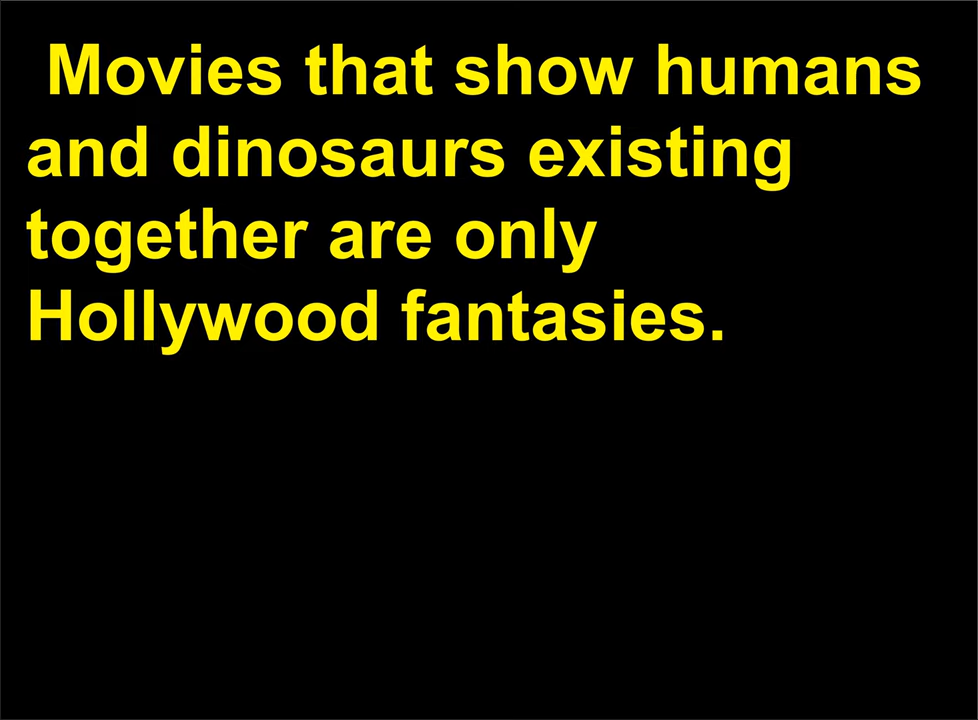 Movies that show humans
and dinosaurs existing
together are only
Hollywood fantasies.